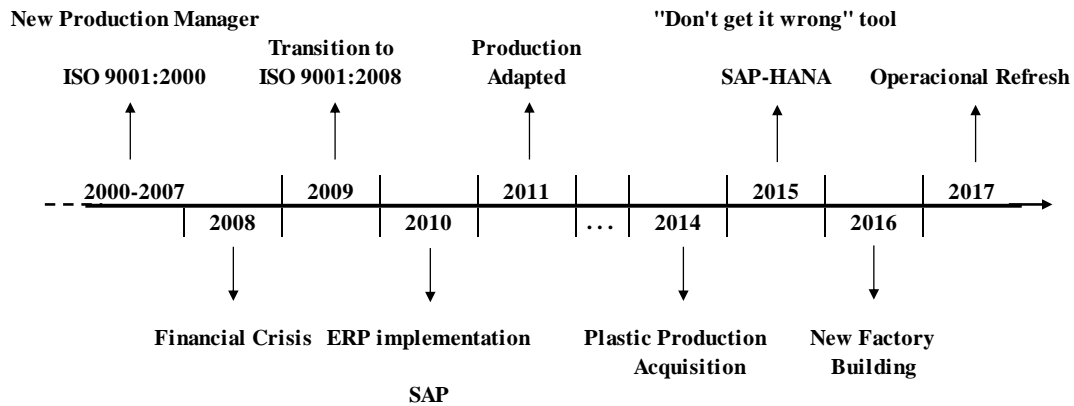 New Production Manager
"Don't get it wrong" tool
ISO 9001:2000
Transition to
ISO 9001:2008
Production
Adapted
SAP-HANA
Operacional Refresh
2000-2007
2009
2011
2015
2017
2008
2010
...
2014
2016
Financial Crisis
ERP implementation
SAP
Plastic Production
Acquisition
New Factory
Building